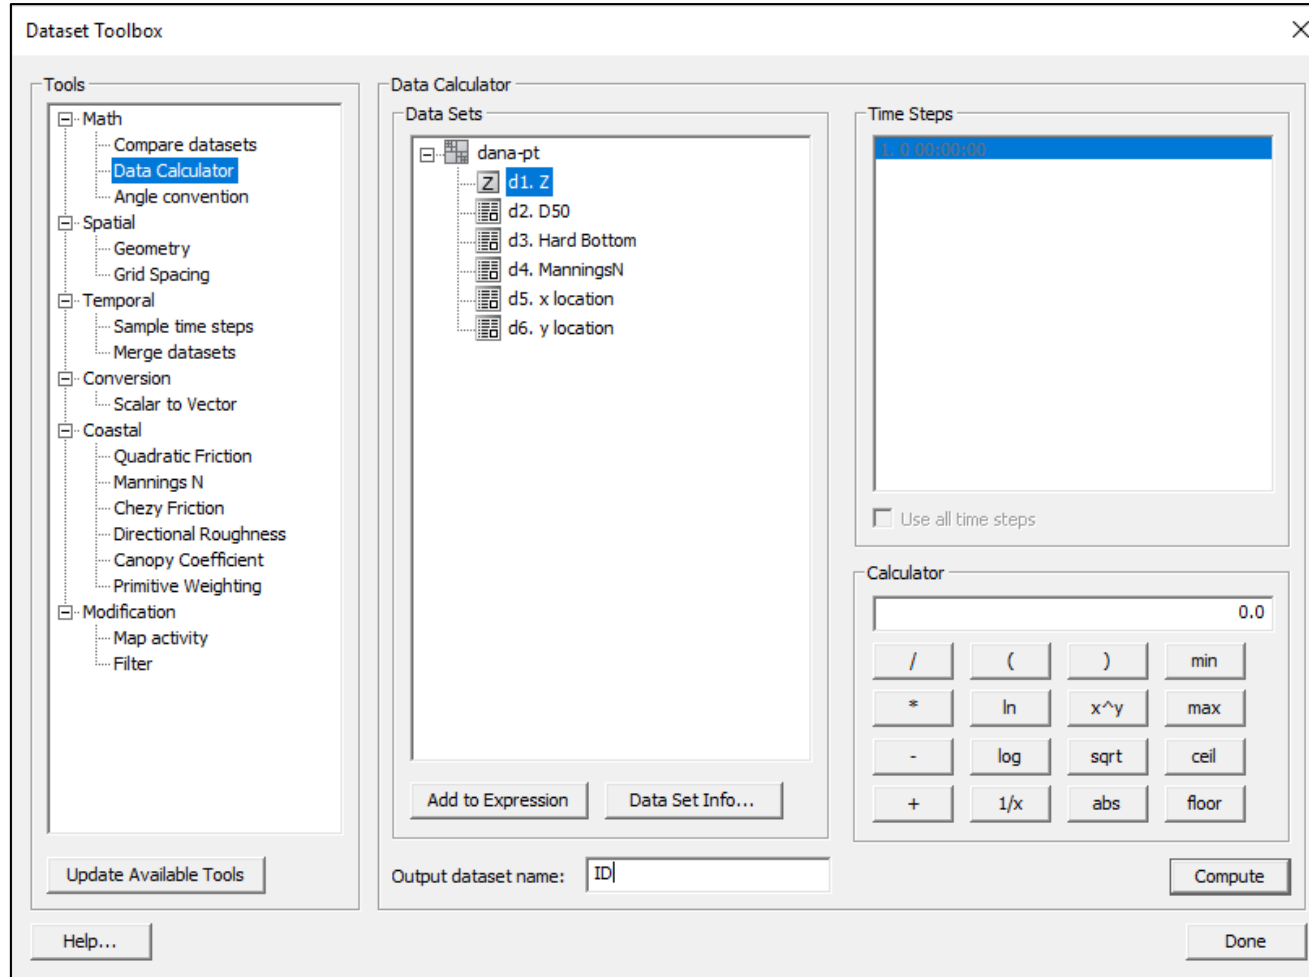 Dataset Toolbox
Tools
Math
Compare datasets
Data Calculator
Angle convention
Spatial
Geometry
Grid Spacing
Temporal
Sample time steps
Merge datasets
Conversion
Scalar to Vector
Coastal
Quadratic Friction
Mannings N
Chezy Friction
Directional Roughness
Canopy Coefficient
Primitive Weighting
Modification
Map activity
Filter
Update Available Tools
Help...
Data Calculator
Data Sets
dana-pt
Z d1. Z
d2. D50
d3. Hard Bottom
d4. ManningsN
d5. x location
d6. y location
Add to Expression Data Set Info...
Output dataset name: ID
Time Steps
1. 0 00:00:00
Use all time steps
Calculator
0.0
/ ( ) min
* ln x^y max
- log sqrt ceil
+ 1/x abs floor
Compute
Done